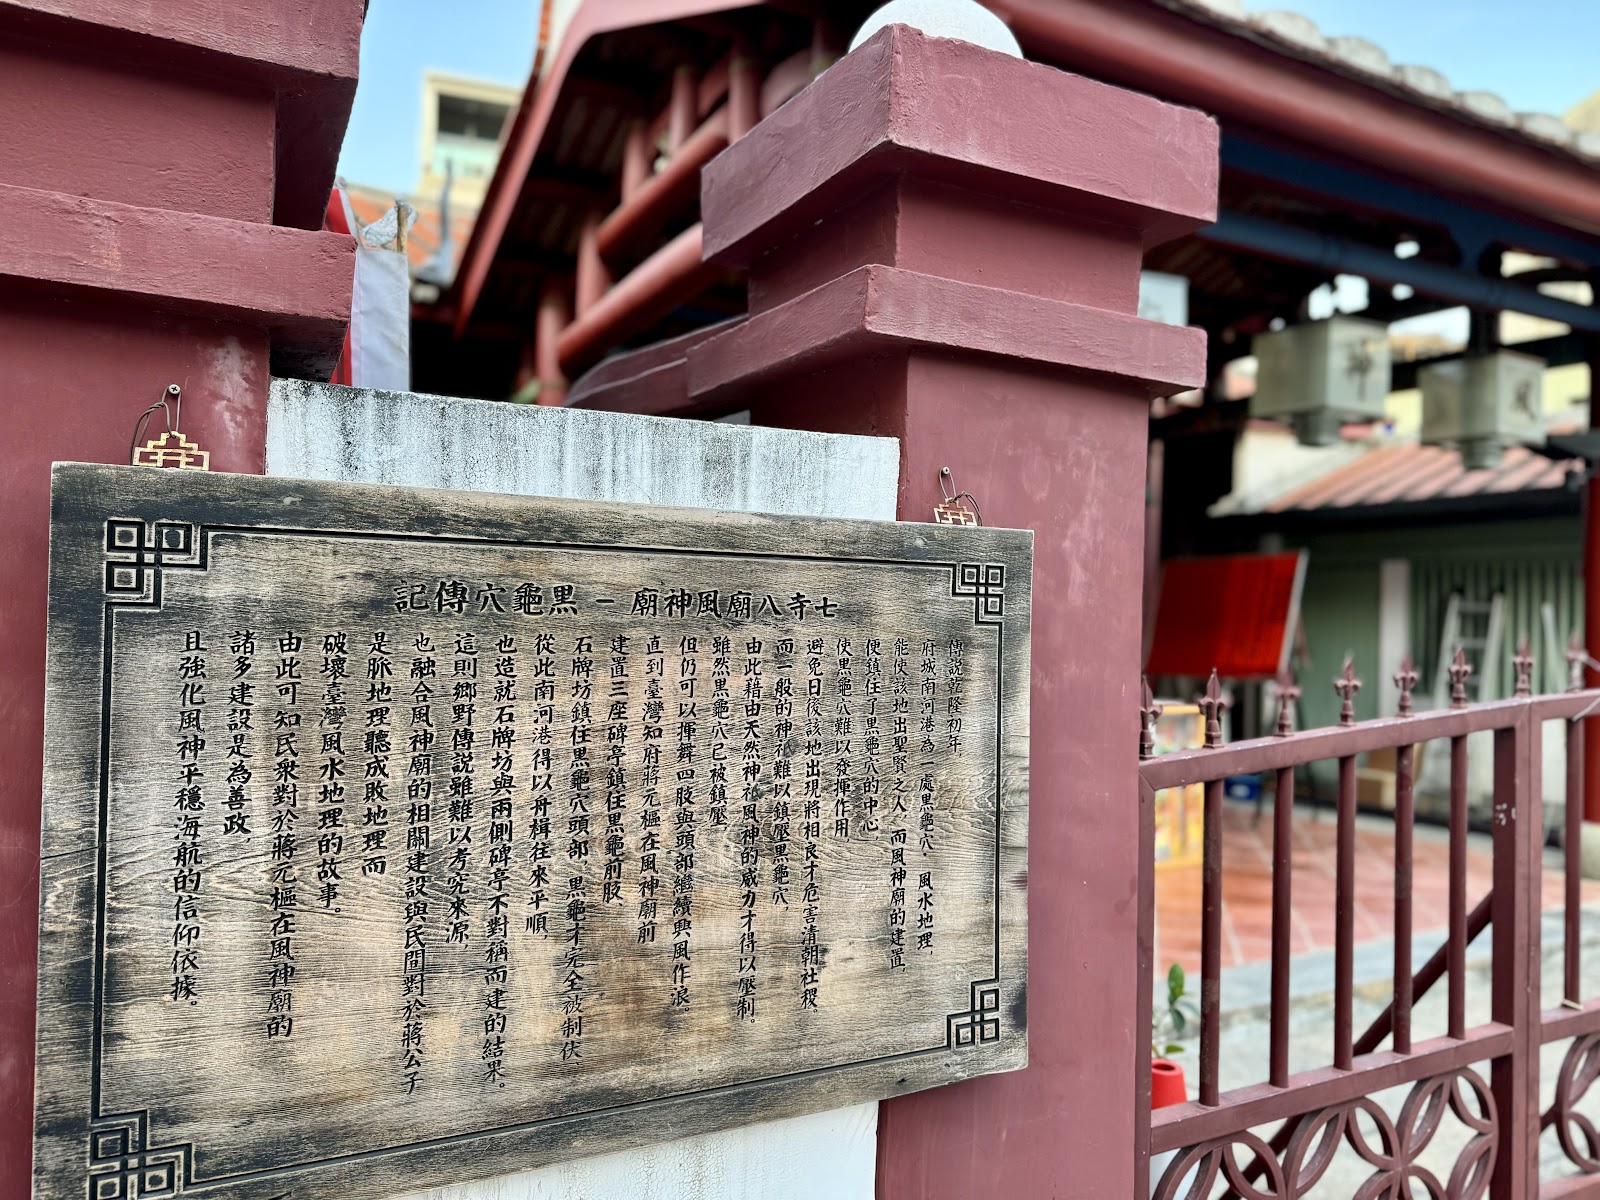 七寺八廟風神廟－黑龜穴傳記
傳說乾隆初年，
府城南河港為一處黑龜穴，風水地理，
能使該地出聖賢之人，而風神廟的建置，
便鎮住了黑龜穴的中心，
使黑龜穴難以發揮作用，
避免日後該地出現將相良才危害清朝社稷。
而一般的神祇難以鎮壓黑龜穴，
由此藉由天然神祇風神的威力才得以壓制。
雖然黑龜穴已被鎮壓，
但仍可以揮舞四肢與頭部繼續興風作浪。
直到臺灣知府蔣元樞在風神廟前
建置三座碑亭鎮住黑龜前肢
石牌坊鎮住黑龜穴頭部，黑龜才完全被制伏、
從此南河港得以舟楫往來平順，
也造就石牌坊與兩側碑亭不對稱而建的結果。
這則鄉野傳說雖難以考究來源，
也融合風神廟的相關建設與民間對於蔣公子
是脈地理聽成敗地理而
破壞臺灣風水地理的故事。
由此可知民眾對於蔣元樞在風神廟的
諸多建設是為善政，
且強化風神平穩海航的信仰依據。
神
風